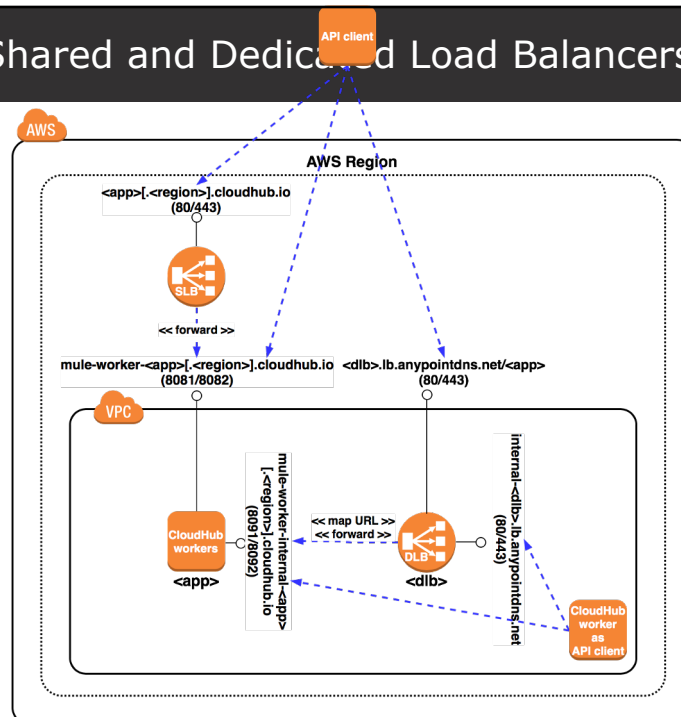 API client
Shared and Dedicated Load Balancers
AWS
AWS Region
<app>[.<region>].cloudhub.io
(80/443)
SLB
<< forward >>
mule-worker-<app>[.<region>].cloudhub.io
(8081/8082)
<dlb>.lb.anypointdns.net/<app>
(80/443)
VPC
CloudHub
workers
<app>
mule-worker-internal-<app>
[.<region>].cloudhub.io
(8091/8092)
<< map URL >>
<< forward >>
DLB
<dlb>
internal-<dlb>.lb.anypointdns.net
(80/443)
CloudHub
worker
as
API client